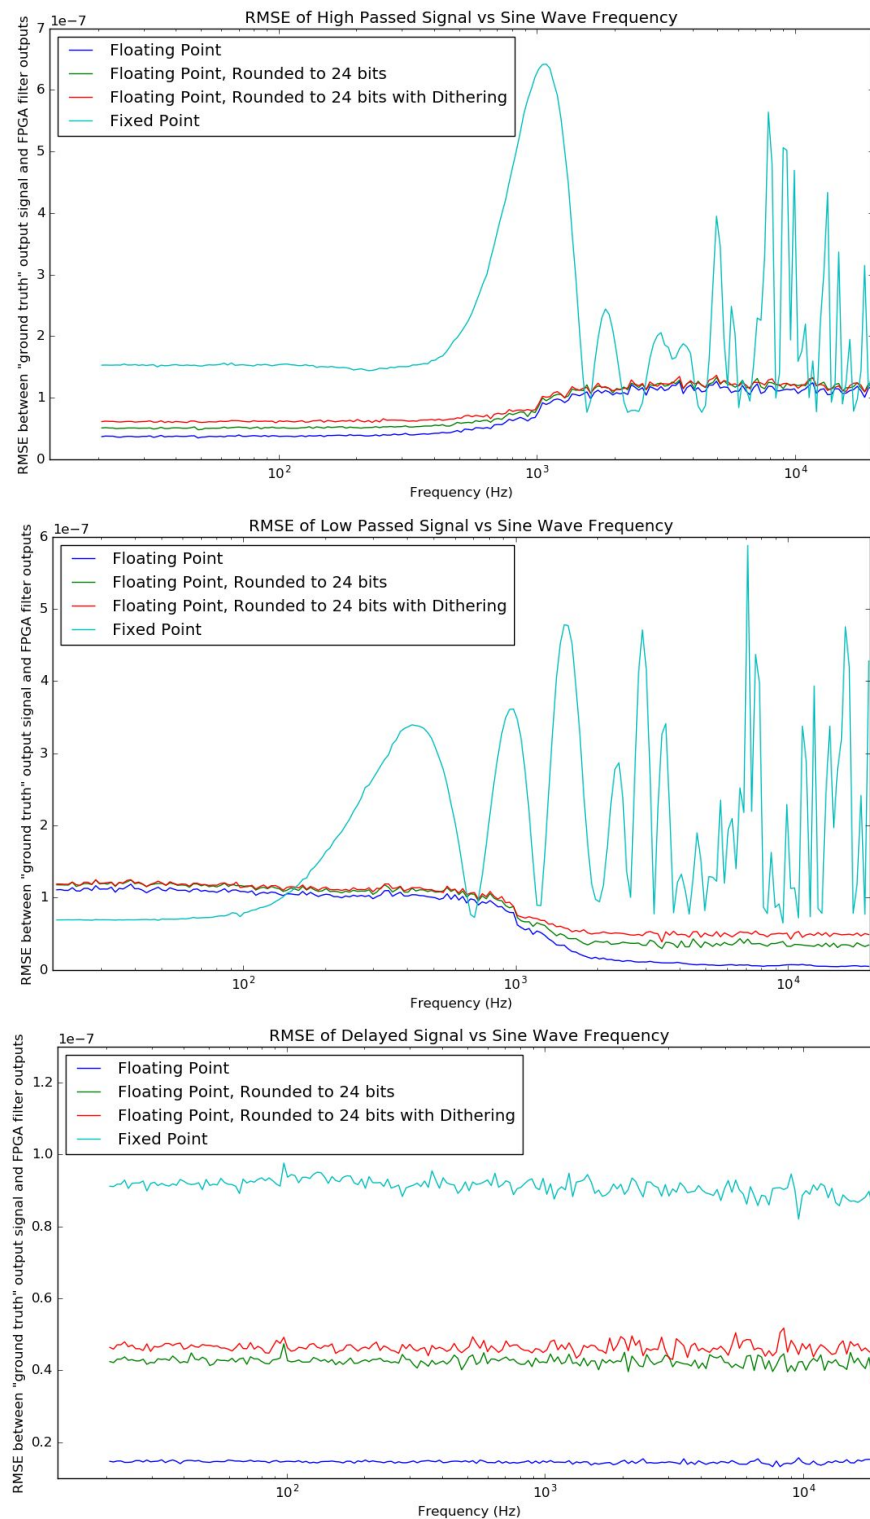 RMSE of High Passed Signal vs Sine Wave Frequency
1e−7
7
6
5
4
3
2
1
0
RMSE between "ground truth" output signal and FPGA filter outputs
Floating Point
Floating Point, Rounded to 24 bits
Floating Point, Rounded to 24 bits with Dithering
Fixed Point
10² 10³ 10⁴
Frequency (Hz)
RMSE of Low Passed Signal vs Sine Wave Frequency
1e−7
6
5
4
3
2
1
0
RMSE between "ground truth" output signal and FPGA filter outputs
Floating Point
Floating Point, Rounded to 24 bits
Floating Point, Rounded to 24 bits with Dithering
Fixed Point
10² 10³ 10⁴
Frequency (Hz)
RMSE of Delayed Signal vs Sine Wave Frequency
1e−7
1.2
1.0
0.8
0.6
0.4
0.2
RMSE between "ground truth" output signal and FPGA filter outputs
Floating Point
Floating Point, Rounded to 24 bits
Floating Point, Rounded to 24 bits with Dithering
Fixed Point
10² 10³ 10⁴
Frequency (Hz)